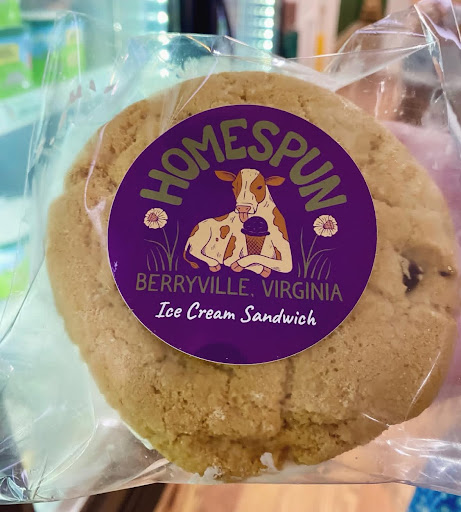 HOMESPUN
BERRYVILLE, VIRGINIA
Ice Cream Sandwich